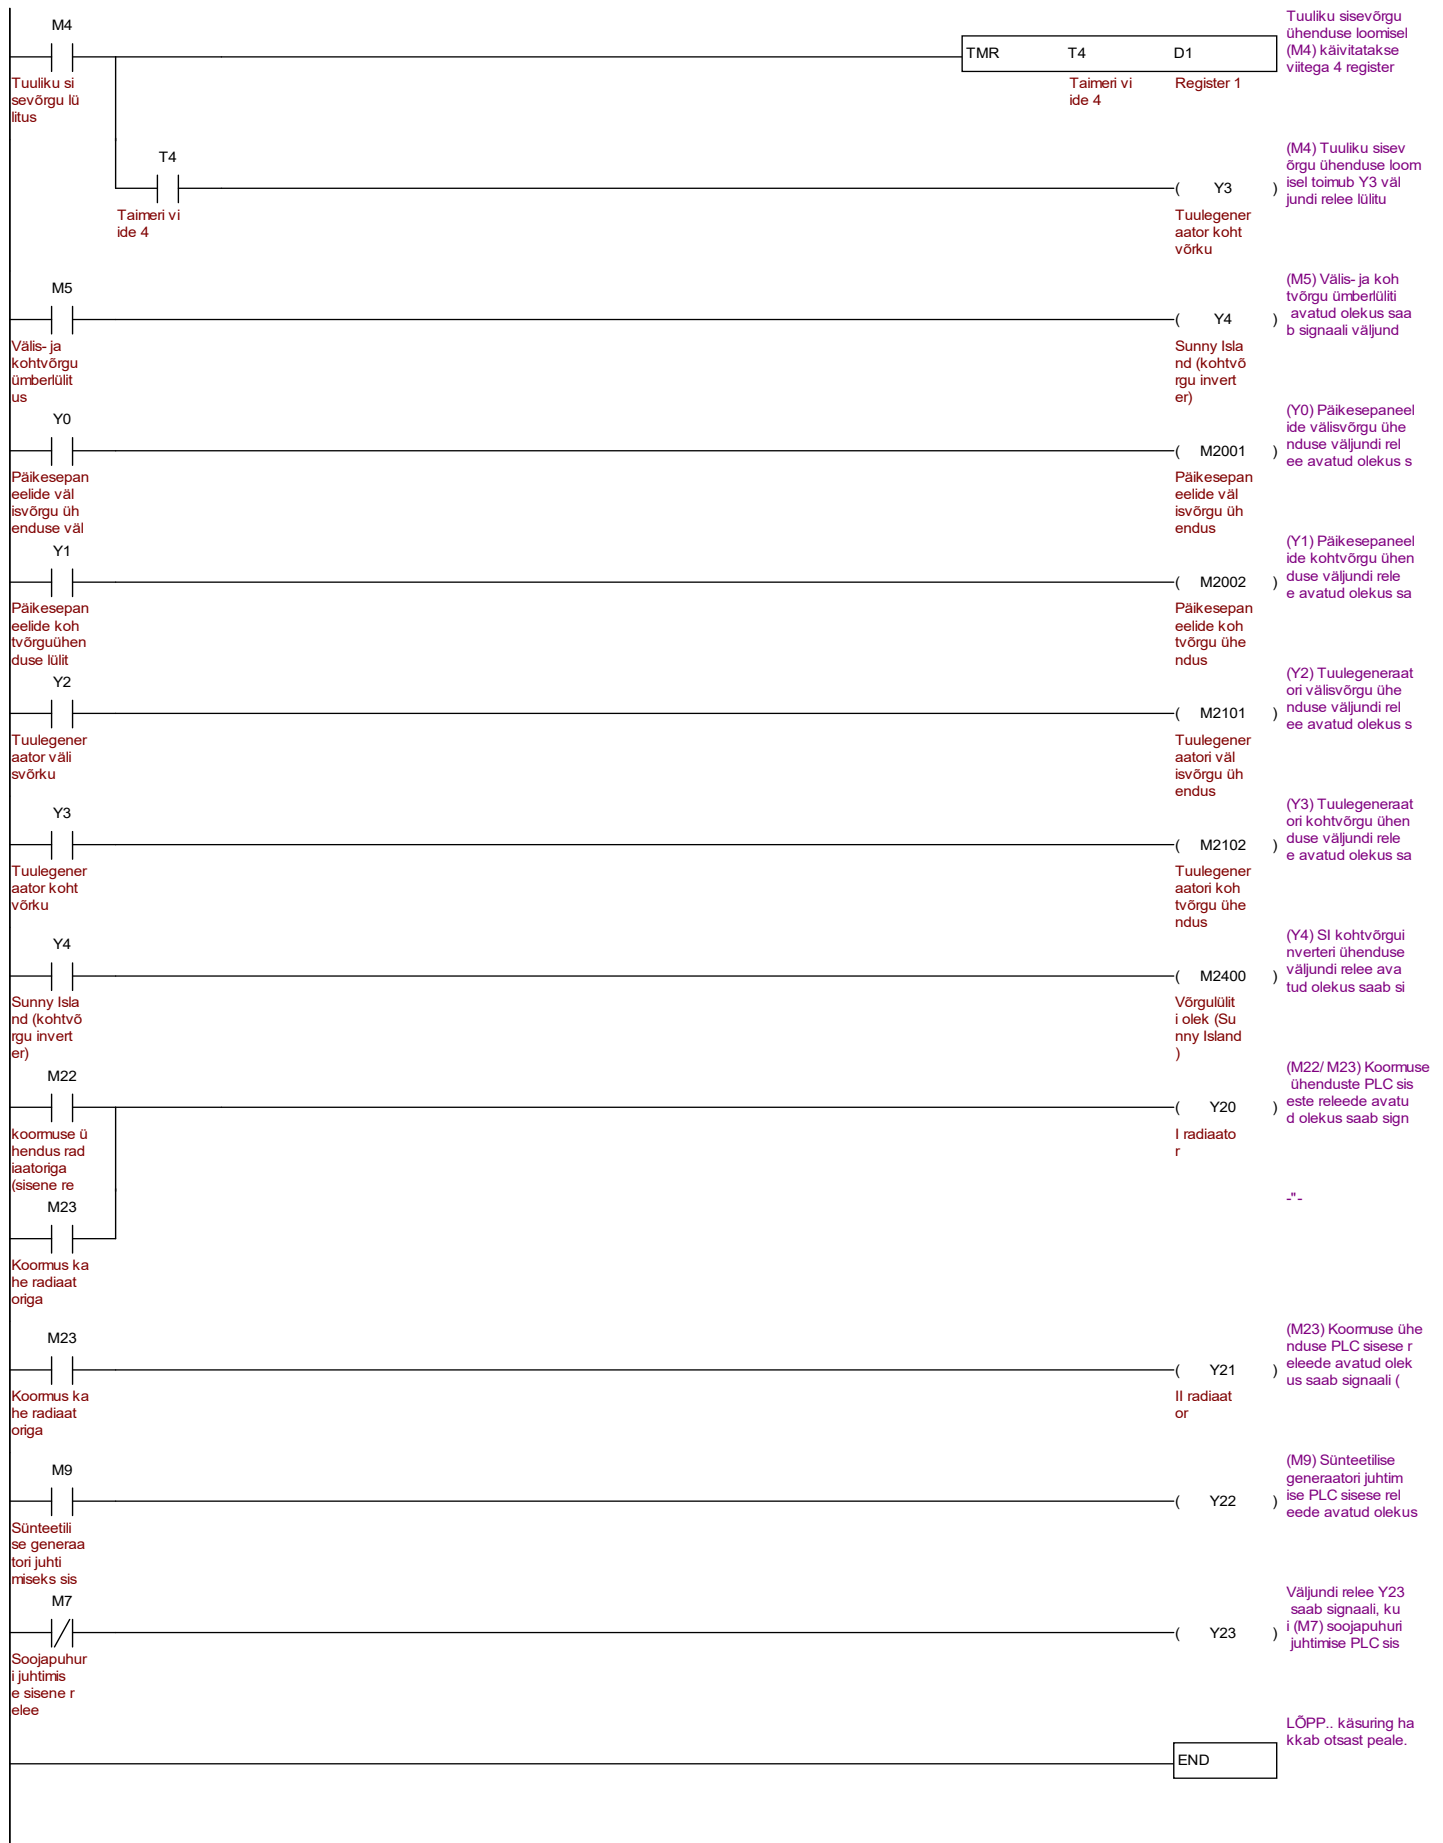 M4
Tuuliku si
sevõrgu lü
litus
TMR T4 D1
Taimeri vi
ide 4
Register 1
Tuuliku sisevõrgu
ühenduse loomisel
(M4) käivitatakse
viitega 4 register
T4
Taimeri vi
ide 4
( Y3 )
Tuulegener
aator koht
võrku
(M4) Tuuliku sisev
õrgu ühenduse loom
isel toimub Y3 väl
jundi relee lülitu
M5
Välis- ja
kohtvõrgu
ümberlülit
us
( Y4 )
Sunny Isla
nd (kohtvõ
rgu invert
er)
(M5) Välis- ja koh
tvõrgu ümberlüliti
avatud olekus saa
b signaali väljund
Y0
Päikesepan
eelide väl
isvõrgu üh
enduse väl
( M2001 )
Päikesepan
eelide väl
isvõrgu üh
endus
(Y0) Päikesepaneel
ide välisvõrgu ühe
nduse väljundi rel
ee avatud olekus s
Y1
Päikesepan
eelide koh
tvõrguühen
duse lülit
( M2002 )
Päikesepan
eelide koh
tvõrgu ühe
ndus
(Y1) Päikesepaneel
ide kohtvõrgu ühen
duse väljundi rele
e avatud olekus sa
Y2
Tuulegener
aator väli
svõrku
( M2101 )
Tuulegener
aatori väl
isvõrgu üh
endus
(Y2) Tuulegeneraat
ori välisvõrgu ühe
nduse väljundi rel
ee avatud olekus s
Y3
Tuulegener
aator koht
võrku
( M2102 )
Tuulegener
aatori koh
tvõrgu ühe
ndus
(Y3) Tuulegeneraat
ori kohtvõrgu ühen
duse väljundi rele
e avatud olekus sa
Y4
Sunny Isla
nd (kohtvõ
rgu invert
er)
( M2400 )
Võrgulülit
i olek (Su
nny Island
)
(Y4) SI kohtvõrgui
nverteri ühenduse
väljundi relee ava
tud olekus saab si
M22
koormuse ü
hendus rad
iaatoriga
(sisene re
( Y20 )
I radiaato
r
(M22/ M23) Koormuse
ühenduste PLC sis
este releede avatu
d olekus saab sign
M23
Koormus ka
he radiaat
origa
-"-
M23
Koormus ka
he radiaat
origa
( Y21 )
II radiaat
or
(M23) Koormuse ühe
nduse PLC sisese r
eleede avatud olek
us saab signaali (
M9
Sünteetili
se generaa
tori juhti
miseks sis
( Y22 )
(M9) Sünteetilise
generaatori juhtim
ise PLC sisese rel
eede avatud olekus
M7
Soojapuhur
i juhtimis
e sisene r
elee
( Y23 )
Väljundi relee Y23
saab signaali, ku
i (M7) soojapuhuri
juhtimise PLC sis
END
LÕPP.. käsuring ha
kkab otsast peale.